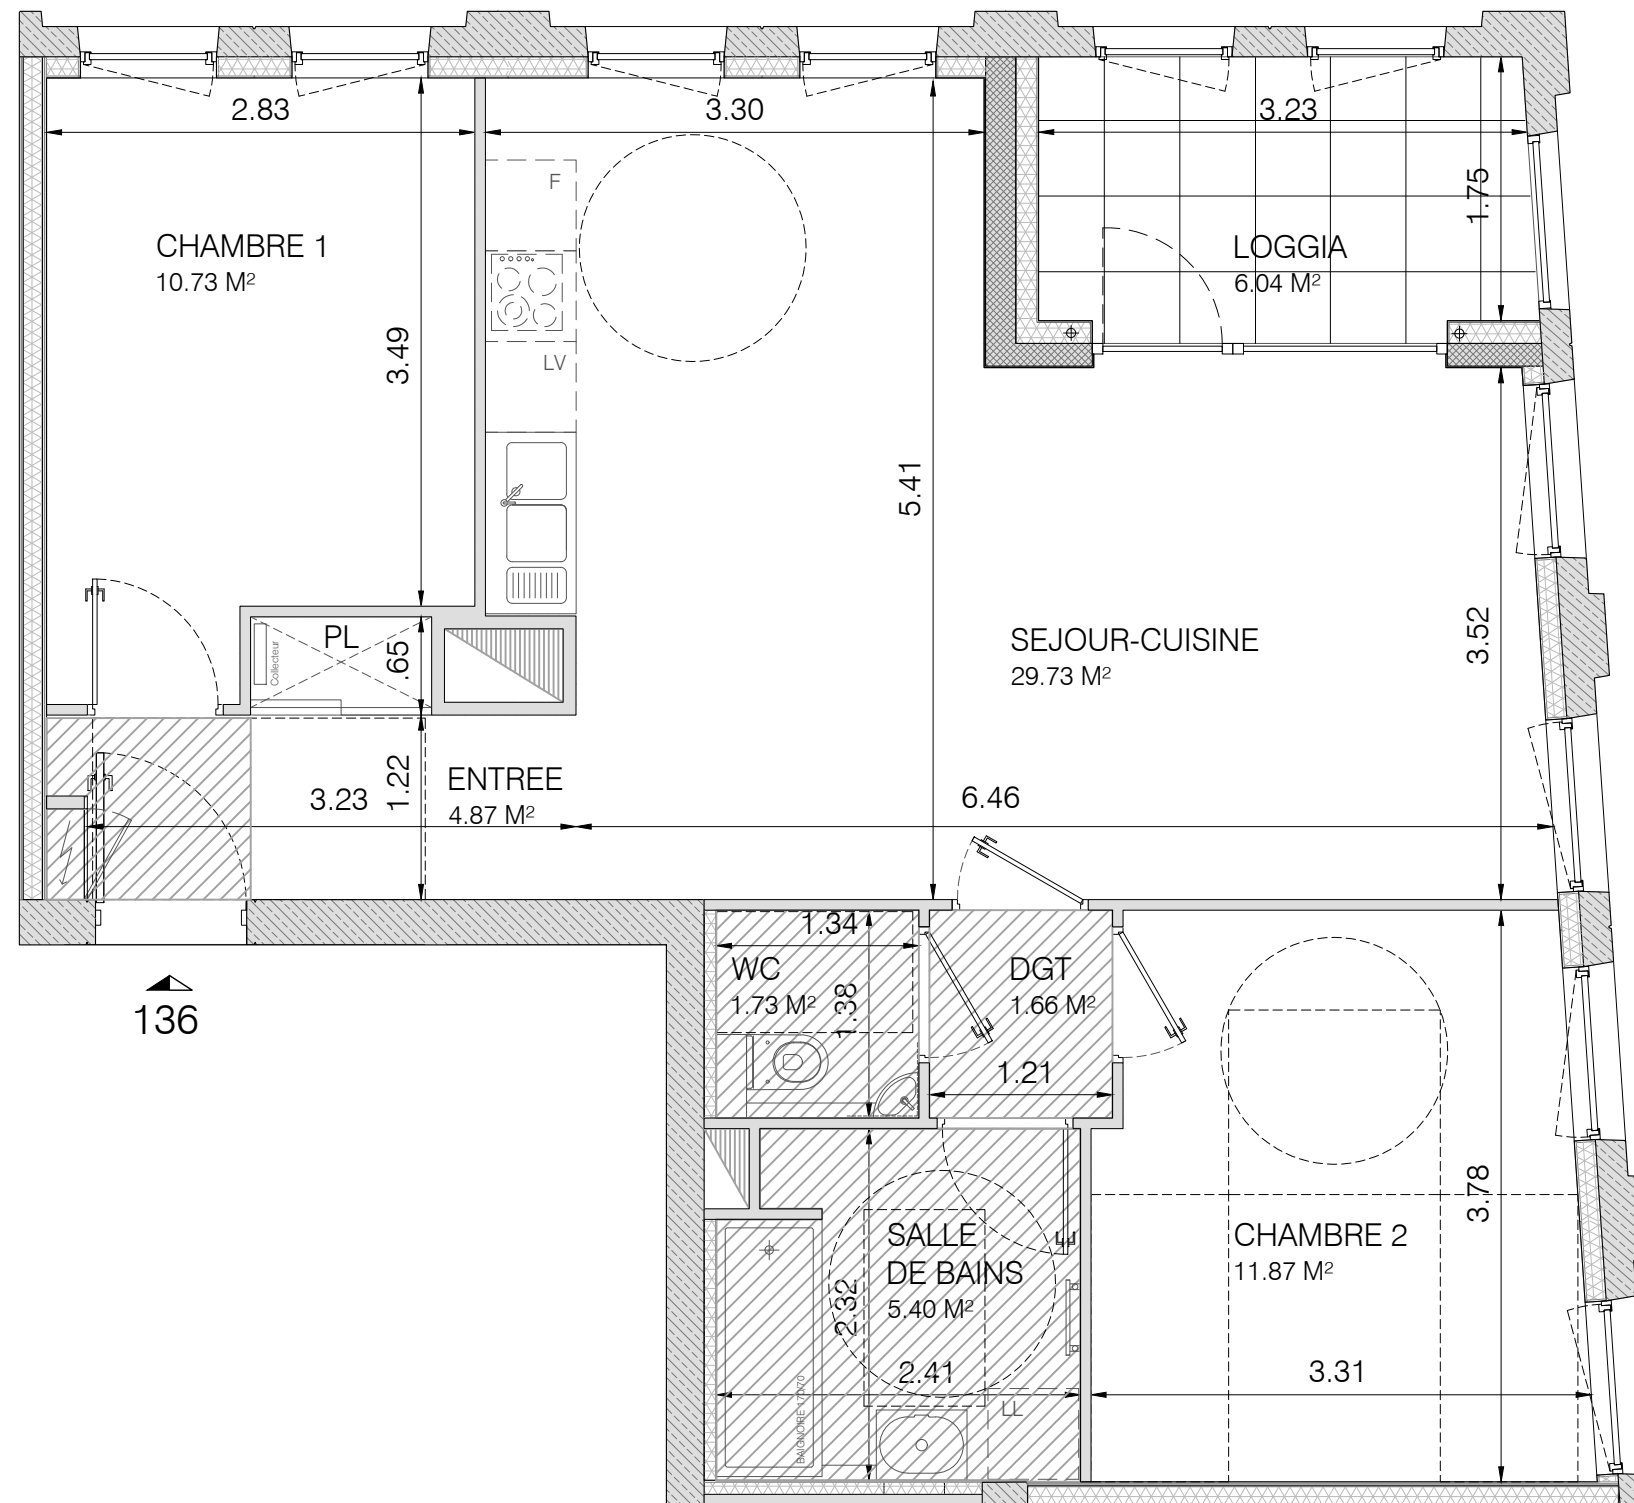 2.83
3.30
3.23
F
1.75
CHAMBRE 1
10.73 M²
LOGGIA
6.04 M²
3.49
LV
5.41
PL
Collecteur
.65
SEJOUR-CUISINE
29.73 M²
3.52
ENTREE
4.87 M²
3.23
1.22
6.46
1.34
WC
1.73 M²
1.38
DGT
1.66 M²
136
1.21
3.78
SALLE
DE BAINS
5.40 M²
2.32
CHAMBRE 2
11.87 M²
2.41
3.31
BAIGNOIRE 170/70
LL